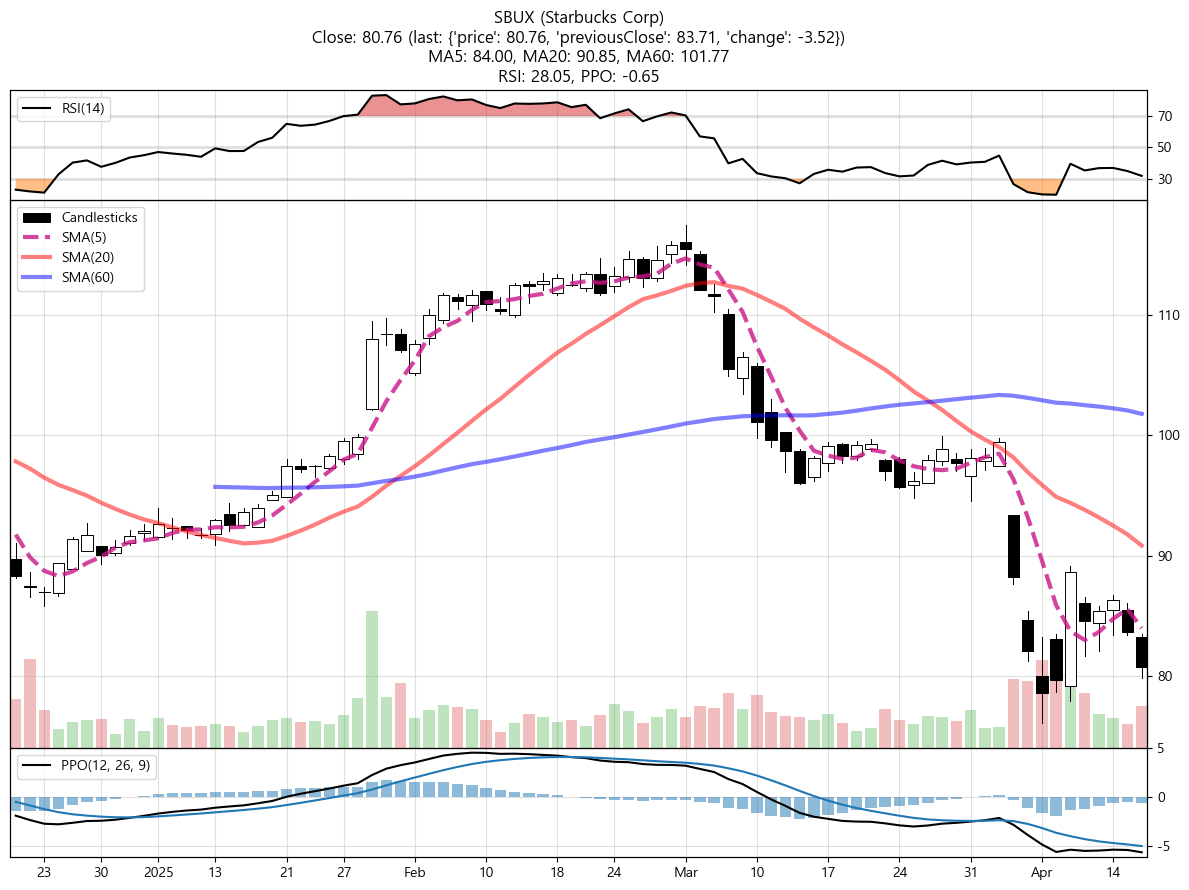 SBUX (Starbucks Corp)
Close: 80.76 (last: {'price': 80.76, 'previousClose': 83.71, 'change': -3.52})
MA5: 84.00, MA20: 90.85, MA60: 101.77
RSI: 28.05, PPO: -0.65
RSI(14)
70
50
30
Candlesticks
SMA(5)
SMA(20)
SMA(60)
110
100
90
80
PPO(12, 26, 9)
5
0
-5
23 30 2025 13 21 27 Feb 10 18 24 Mar 10 17 24 31 Apr 14